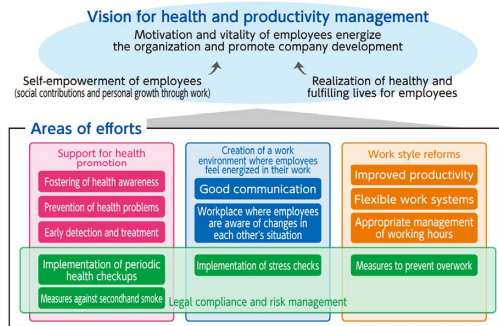 Vision for health and productivity management
Motivation and vitality of employees energize
the organization and promote company development
Self-empowerment of employees
(social contributions and personal growth through work)
Realization of healthy and
fulfilling lives for employees
Areas of efforts
Support for health
promotion
Fostering of health awareness
Prevention of health problems
Early detection and treatment
Implementation of periodic
health checkups
Measures against secondhand smoke
Creation of a work
environment where employees
feel energized in their work
Good communication
Workplace where employees
are aware of changes in
each other's situation
Implementation of stress checks
Work style reforms
Improved productivity
Flexible work systems
Appropriate management
of working hours
Measures to prevent overwork
Legal compliance and risk management